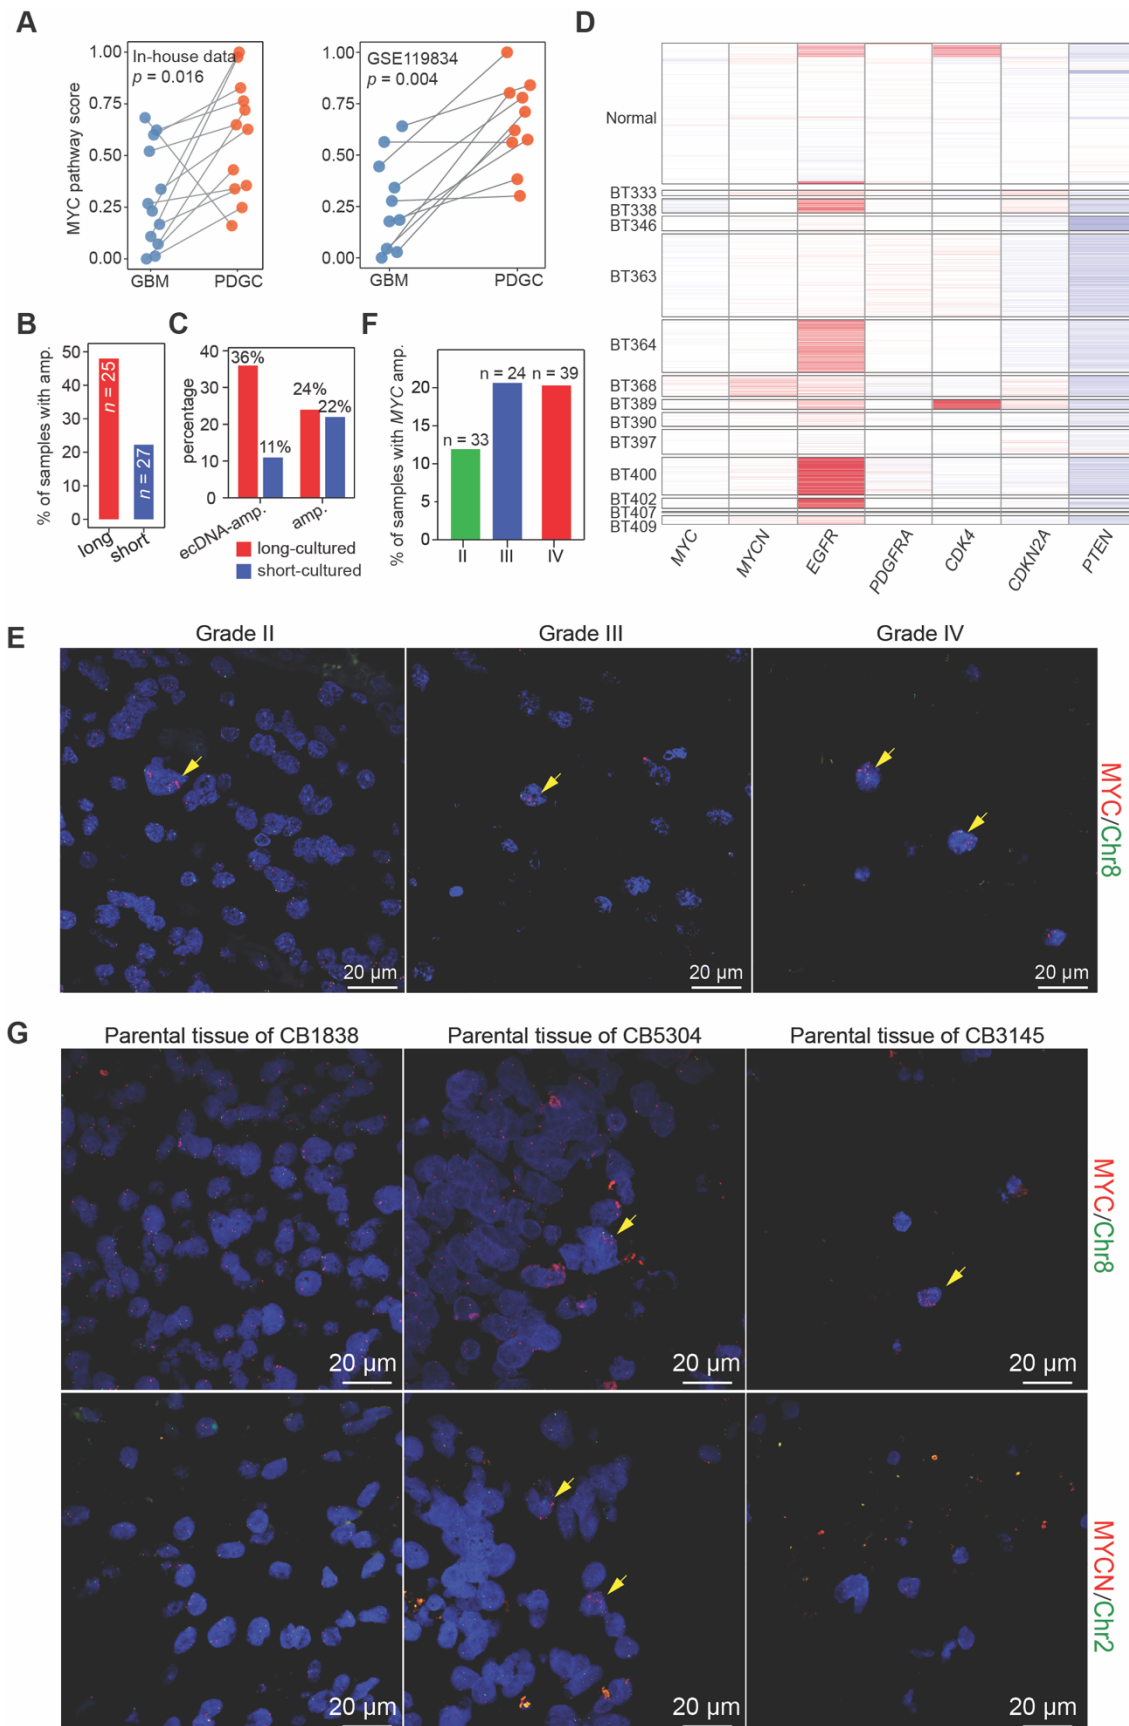 A
In-house data
p = 0.016
GSE119834
p = 0.004
MYC pathway score
1.00
0.75
0.50
0.25
0.00
GBM
PDGC
1.00
0.75
0.50
0.25
0.00
GBM
PDGC
D
Normal
BT333
BT338
BT346
BT363
BT364
BT368
BT389
BT390
BT397
BT400
BT402
BT407
BT409
MYC
MYCN
EGFR
PDGFRA
CDK4
CDKN2A
PTEN
B
% of samples with amp.
50
40
30
20
10
0
n = 25
n = 27
long
short
C
percentage
40
30
20
10
0
36%
11%
24%
22%
ecDNA-amp.
amp.
long-cultured
short-cultured
F
% of samples with MYC amp.
20
15
10
5
0
n = 33
n = 24
n = 39
II
III
IV
E
Grade II
Grade III
Grade IV
20 µm
20 µm
20 µm
MYC/Chr8
G
Parental tissue of CB1838
Parental tissue of CB5304
Parental tissue of CB3145
20 µm
20 µm
20 µm
MYC/Chr8
20 µm
20 µm
20 µm
MYCN/Chr2